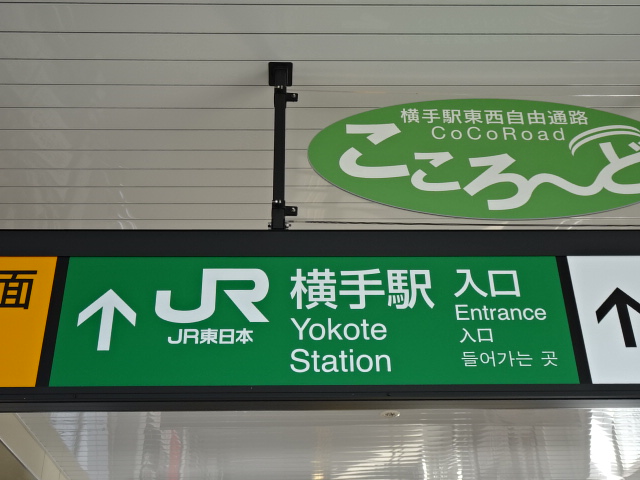 横手駅東西自由通路
CoCoRoad
こころ〜ど
面
JR
JR東日本
横手駅
Yokote
Station
入口
Entrance
入口
들어가는 곳